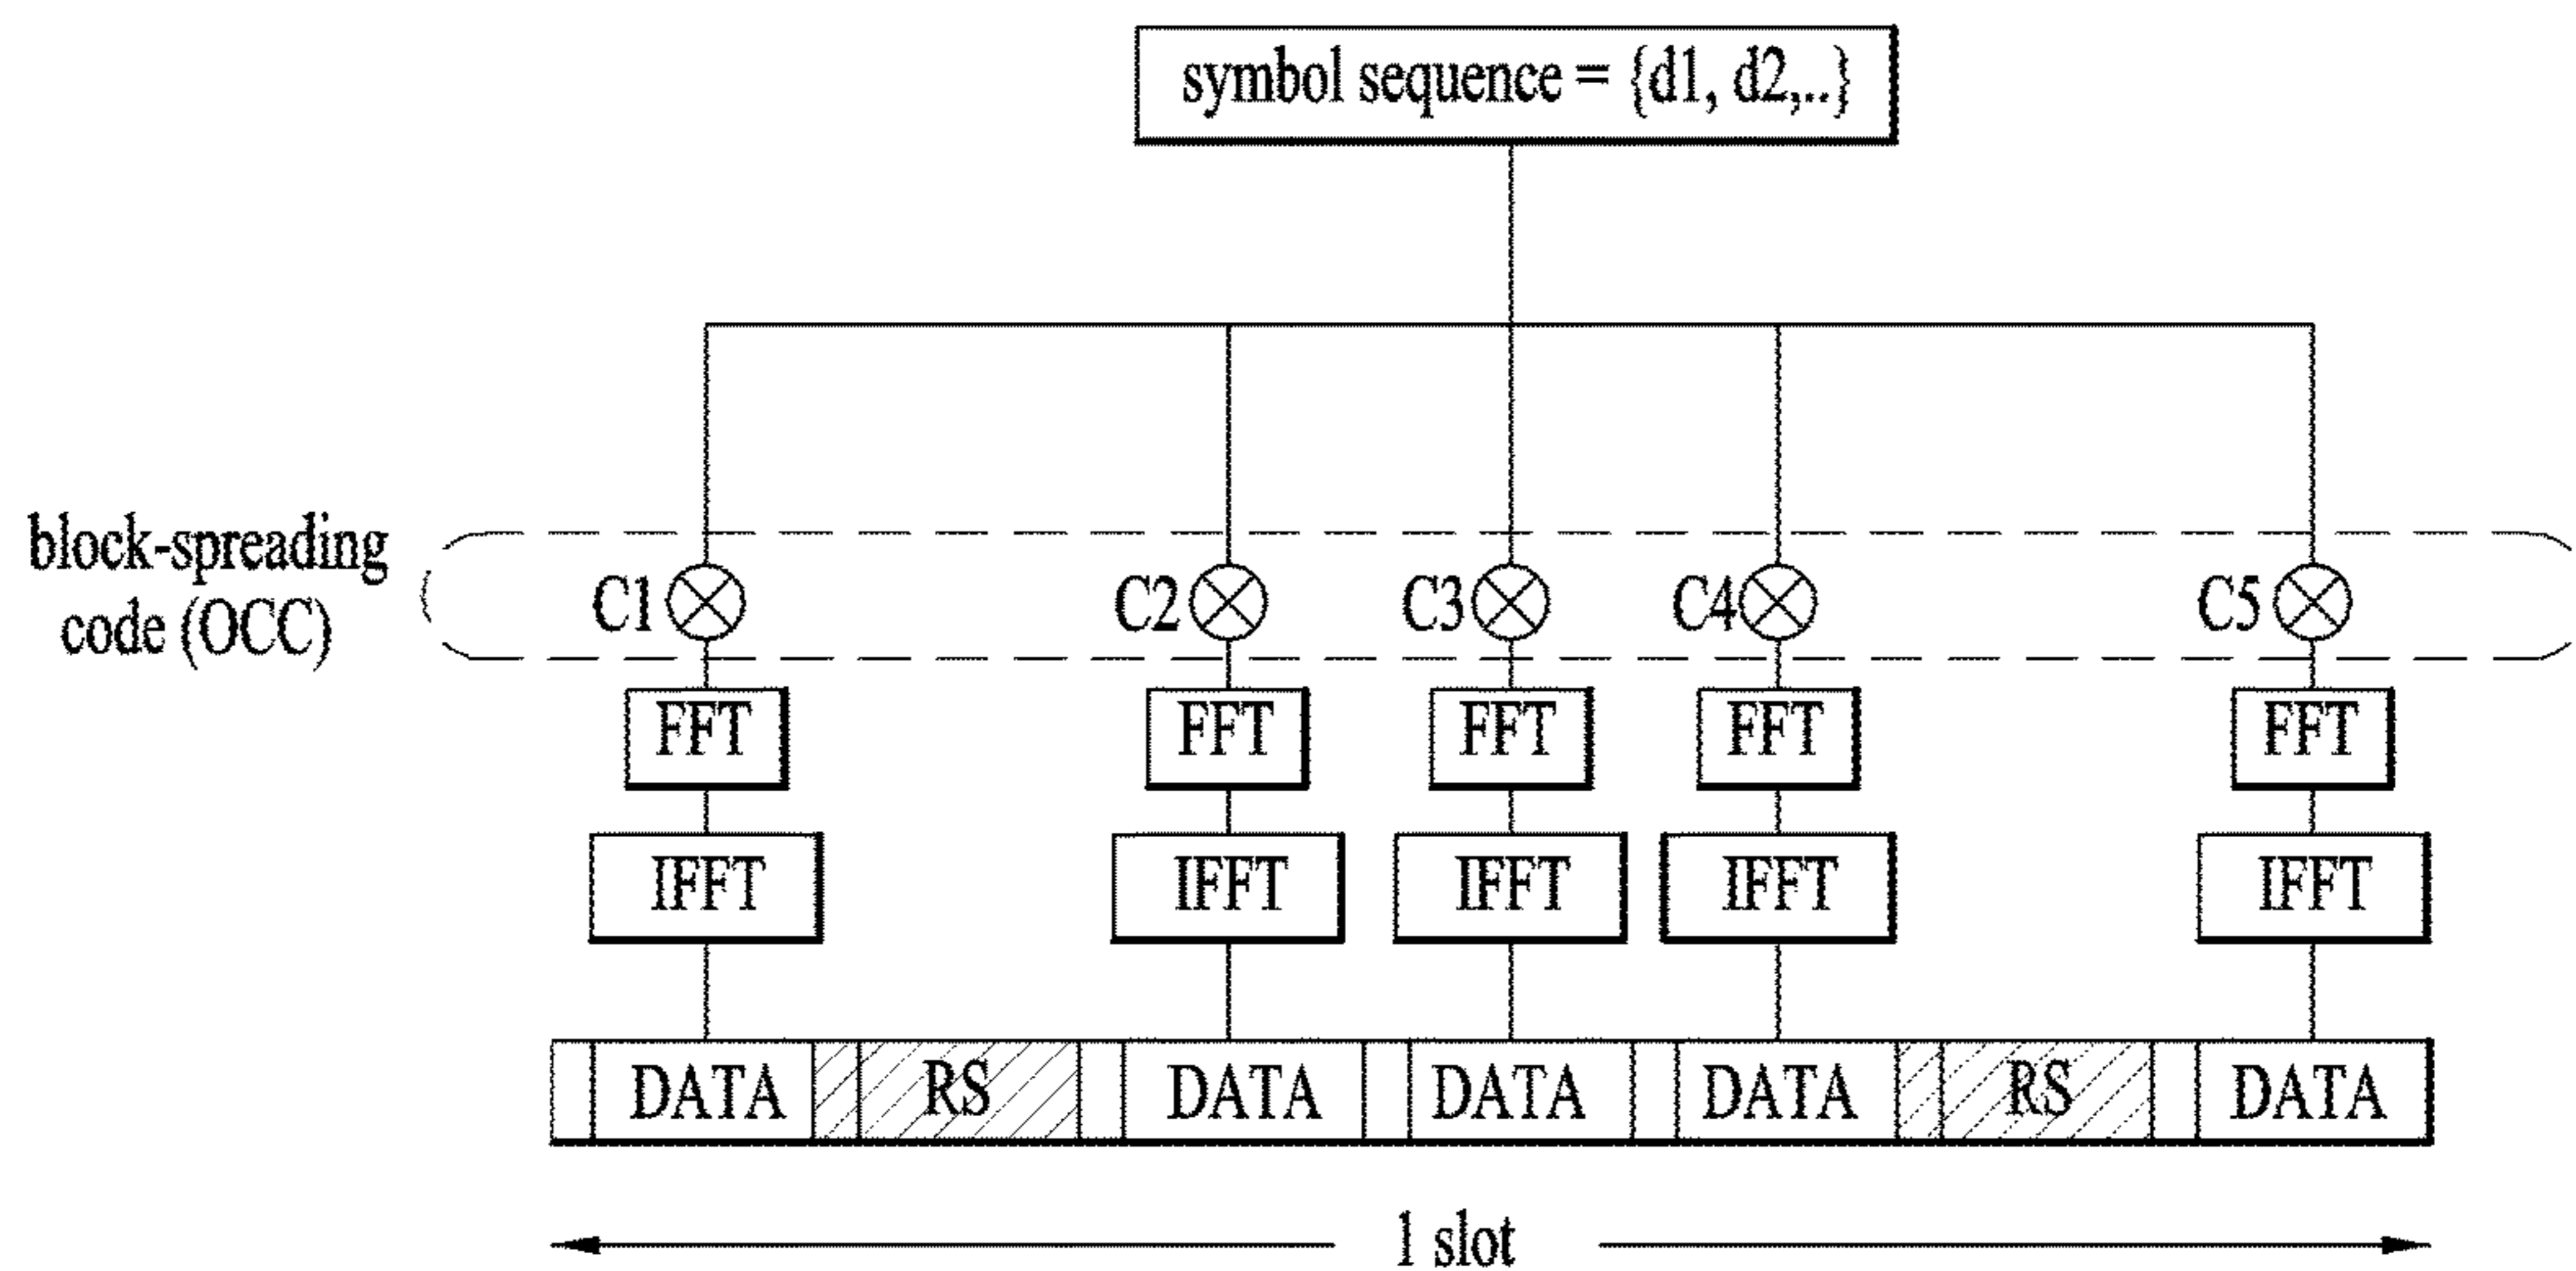 symbol sequence = {d1, d2,..}
block-spreading
code (OCC)
C1 C2 C3 C4 C5
FFT FFT FFT FFT FFT
IFFT IFFT IFFT IFFT IFFT
DATA RS DATA DATA DATA RS DATA
1 slot